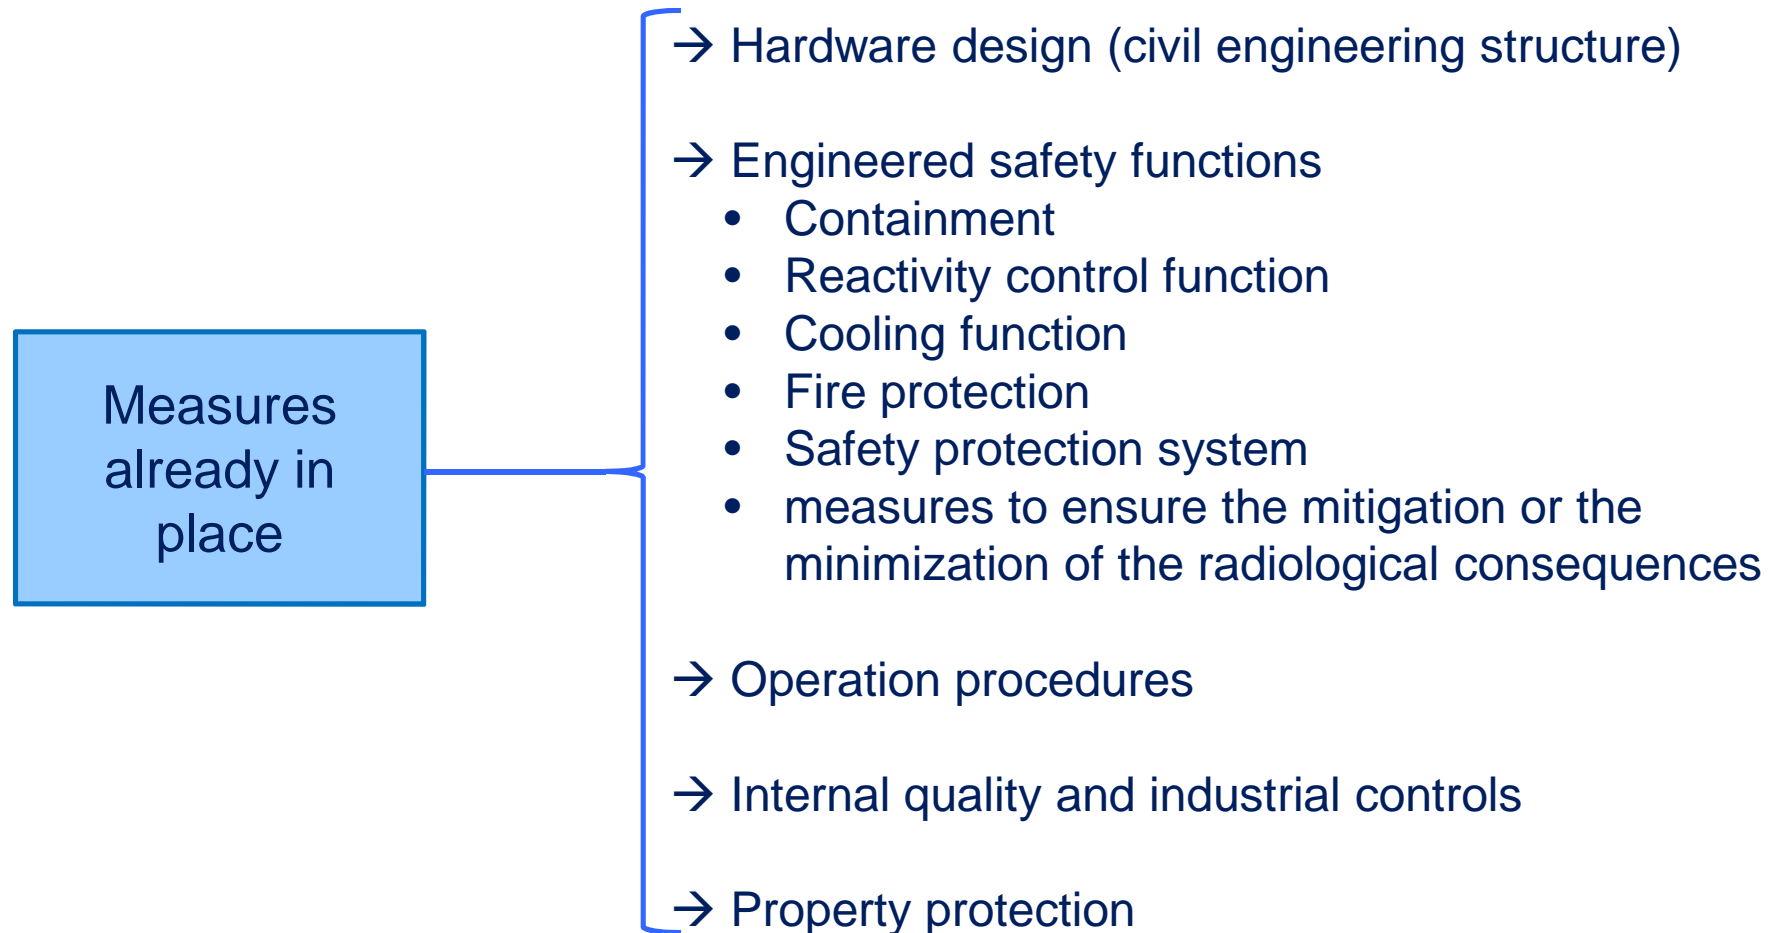 Measures
already in
place
→ Hardware design (civil engineering structure)
→ Engineered safety functions
• Containment
• Reactivity control function
• Cooling function
• Fire protection
• Safety protection system
• measures to ensure the mitigation or the
minimization of the radiological consequences
→ Operation procedures
→ Internal quality and industrial controls
→ Property protection